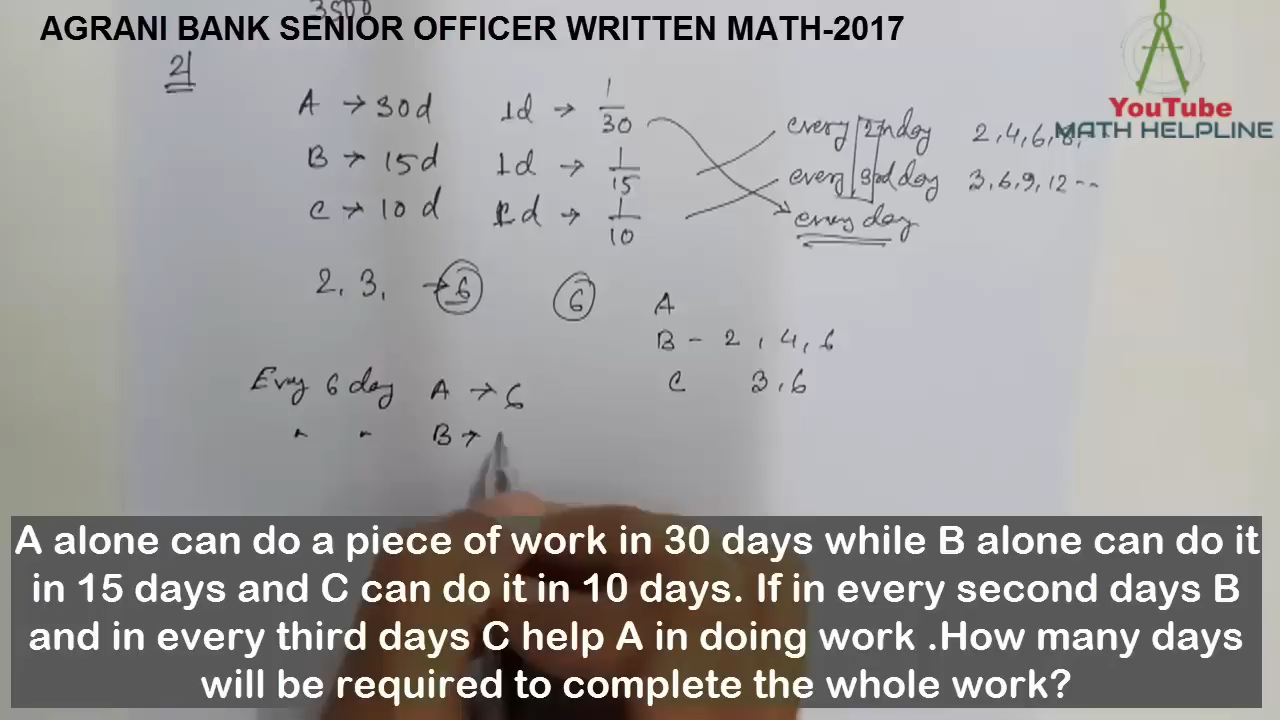 3500
AGRANI BANK SENIOR OFFICER WRITTEN MATH-2017
2|
A → 30d 1d → 1/30
B → 15d 1d → 1/15
C → 10 d 1d → 1/10
every 2n day 2, 4, 6, 8,
every 3rd day 3, 6, 9, 12 --
every day
YouTube
MATH HELPLINE
2, 3, → 6 6
A
B - 2, 4, 6
C 3, 6
Evry 6 day A → 6
" " B →
A alone can do a piece of work in 30 days while B alone can do it
in 15 days and C can do it in 10 days. If in every second days B
and in every third days C help A in doing work .How many days
will be required to complete the whole work?